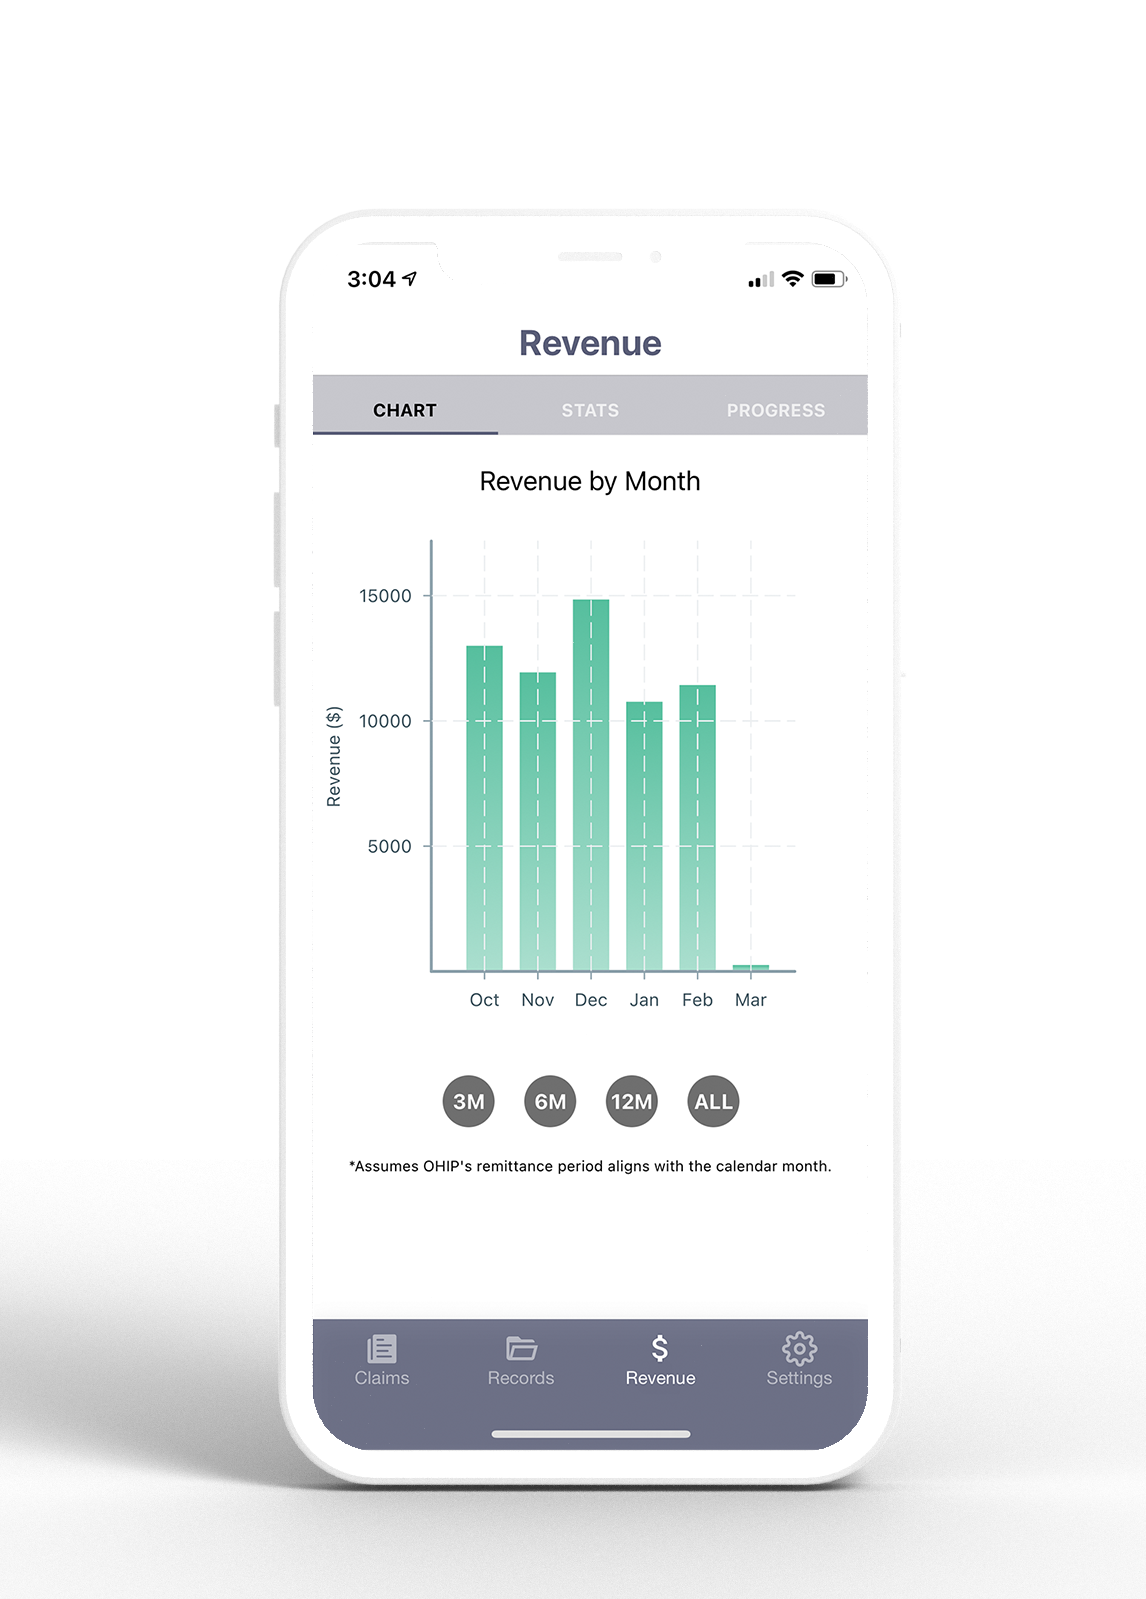 3:04
Revenue
CHART STATS PROGRESS
Revenue by Month
15000
10000
5000
Revenue ($)
Oct Nov Dec Jan Feb Mar
3M 6M 12M ALL
*Assumes OHIP's remittance period aligns with the calendar month.
Claims Records Revenue Settings